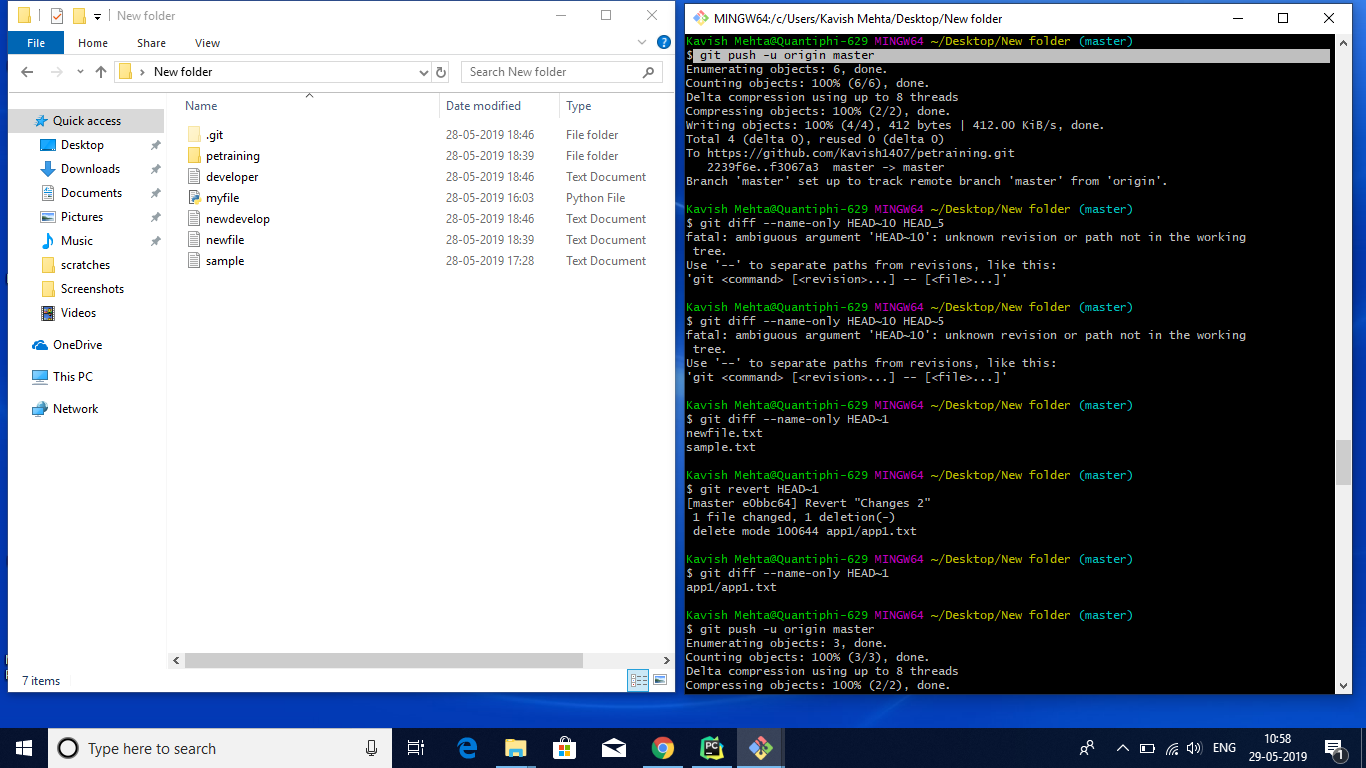 New folder
File Home Share View
New folder
Search New folder
Name Date modified Type
Quick access
Desktop
Downloads
Documents
Pictures
Music
scratches
Screenshots
Videos
OneDrive
This PC
Network
.git 28-05-2019 18:46 File folder
petraining 28-05-2019 18:39 File folder
developer 28-05-2019 18:46 Text Document
myfile 28-05-2019 16:03 Python File
newdevelop 28-05-2019 18:46 Text Document
newfile 28-05-2019 18:39 Text Document
sample 28-05-2019 17:28 Text Document
7 items
MINGW64:/c/Users/Kavish Mehta/Desktop/New folder
Kavish Mehta@Quantiphi-629 MINGW64 ~/Desktop/New folder (master)
$ git push -u origin master
Enumerating objects: 6, done.
Counting objects: 100% (6/6), done.
Delta compression using up to 8 threads
Compressing objects: 100% (2/2), done.
Writing objects: 100% (4/4), 412 bytes | 412.00 KiB/s, done.
Total 4 (delta 0), reused 0 (delta 0)
To https://github.com/Kavish1407/petraining.git
   2239f6e..f3067a3  master -> master
Branch 'master' set up to track remote branch 'master' from 'origin'.
Kavish Mehta@Quantiphi-629 MINGW64 ~/Desktop/New folder (master)
$ git diff --name-only HEAD~10 HEAD_5
fatal: ambiguous argument 'HEAD~10': unknown revision or path not in the working
 tree.
Use '--' to separate paths from revisions, like this:
'git <command> [<revision>...] -- [<file>...]'
Kavish Mehta@Quantiphi-629 MINGW64 ~/Desktop/New folder (master)
$ git diff --name-only HEAD~10 HEAD~5
fatal: ambiguous argument 'HEAD~10': unknown revision or path not in the working
 tree.
Use '--' to separate paths from revisions, like this:
'git <command> [<revision>...] -- [<file>...]'
Kavish Mehta@Quantiphi-629 MINGW64 ~/Desktop/New folder (master)
$ git diff --name-only HEAD~1
newfile.txt
sample.txt
Kavish Mehta@Quantiphi-629 MINGW64 ~/Desktop/New folder (master)
$ git revert HEAD~1
[master e0bbc64] Revert "Changes 2"
 1 file changed, 1 deletion(-)
 delete mode 100644 app1/app1.txt
Kavish Mehta@Quantiphi-629 MINGW64 ~/Desktop/New folder (master)
$ git diff --name-only HEAD~1
app1/app1.txt
Kavish Mehta@Quantiphi-629 MINGW64 ~/Desktop/New folder (master)
$ git push -u origin master
Enumerating objects: 3, done.
Counting objects: 100% (3/3), done.
Delta compression using up to 8 threads
Compressing objects: 100% (2/2), done.
Type here to search
PC
ENG
10:58
29-05-2019
1